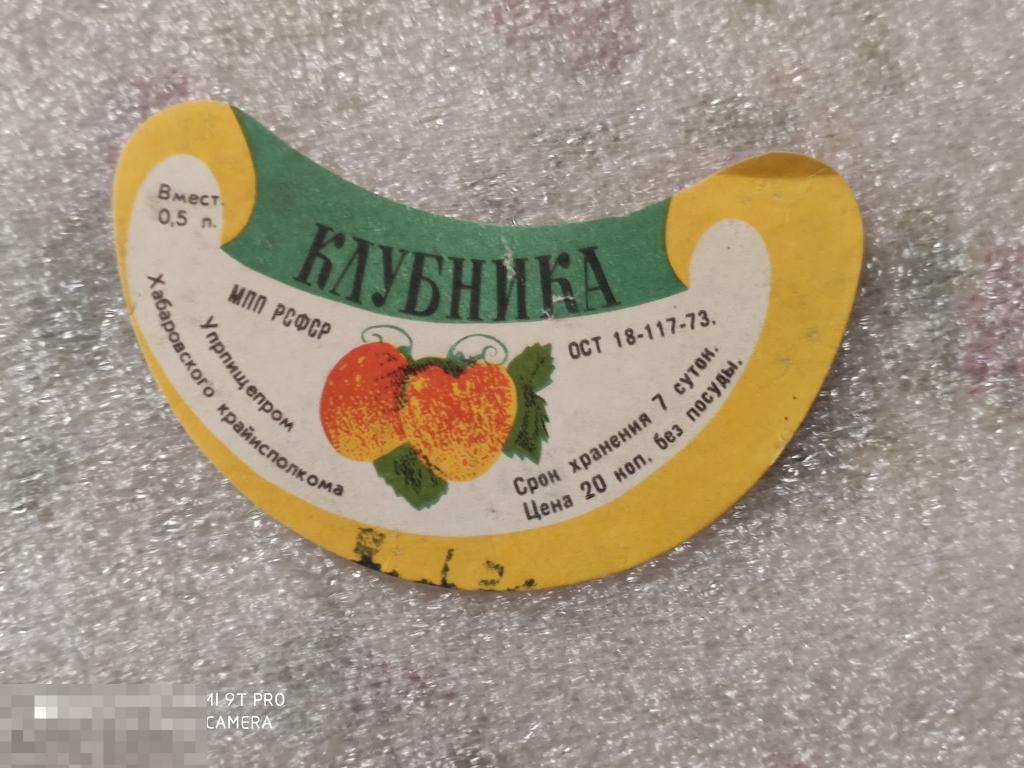 Вмест.
0,5 л.
КЛУБНИКА
МПП РСФСР
Упрпищепром
Хабаровского крайисполкома
ОСТ 18-117-73.
Срок хранения 7 суток.
Цена 20 коп. без посуды.
MI 9T PRO
CAMERA